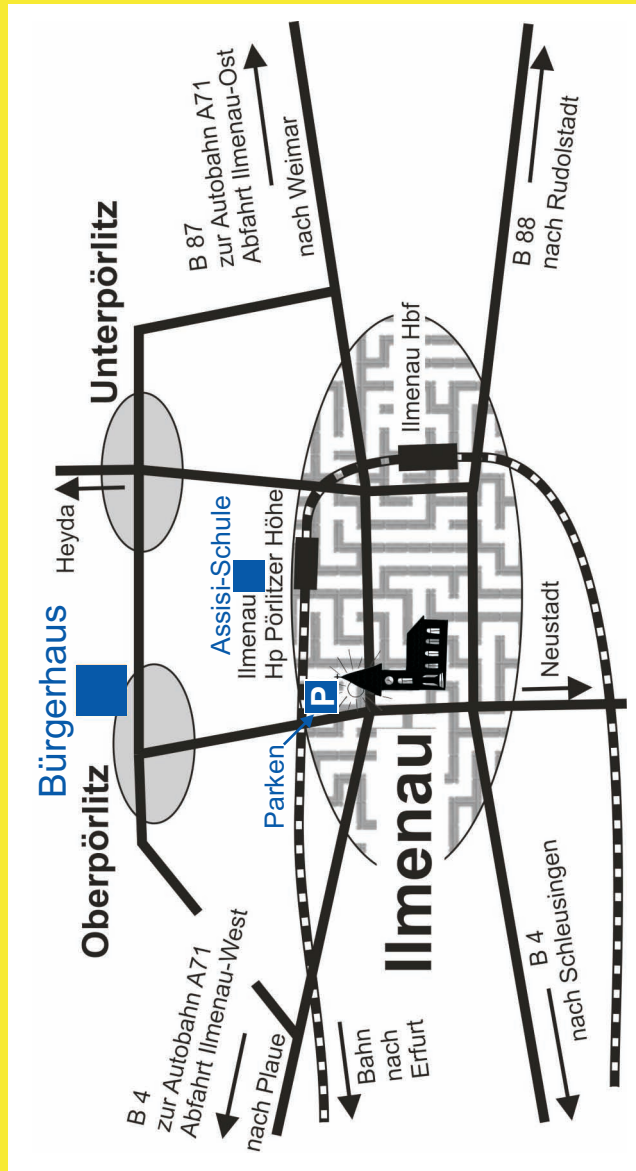 Bürgerhaus
Oberpörlitz
Unterpörlitz
Heyda
B 87
zur Autobahn A71
Abfahrt Ilmenau-Ost
nach Weimar
B 4
zur Autobahn A71
Abfahrt Ilmenau-West
nach Plaue
Parken
P
Assisi-Schule
Ilmenau
Hp Pörlitzer Höhe
Ilmenau Hbf
Ilmenau
Bahn
nach
Erfurt
B 4
nach Schleusingen
Neustadt
B 88
nach Rudolstadt